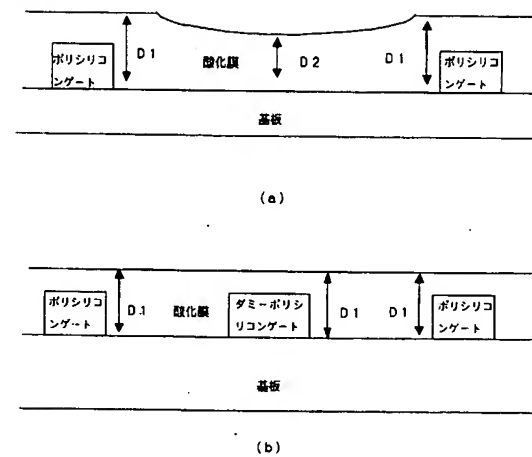 ポリシリコ
ンゲート
D1
酸化膜
D2
D1
ポリシリコ
ンゲート
基板
(a)
ポリシリコ
ンゲート
D1
酸化膜
ダミーポリシ
リコンゲート
D1
D1
ポリシリコ
ンゲート
基板
(b)